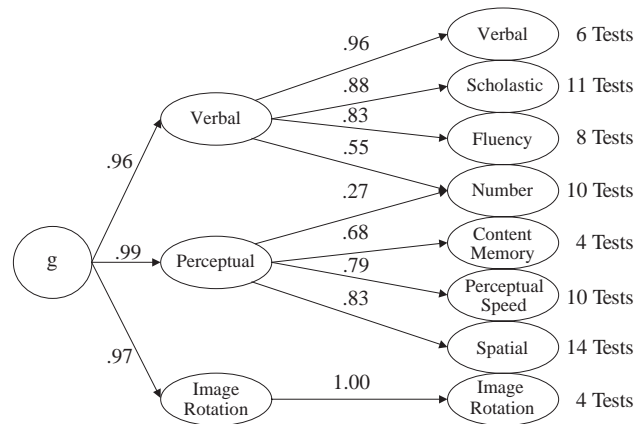 .96
Verbal
6 Tests
.88
Scholastic
11 Tests
Verbal
.83
Fluency
8 Tests
.55
.96
.27
Number
10 Tests
.68
Content
Memory
4 Tests
g
.99
Perceptual
.79
Perceptual
Speed
10 Tests
.83
Spatial
14 Tests
.97
Image
Rotation
1.00
Image
Rotation
4 Tests